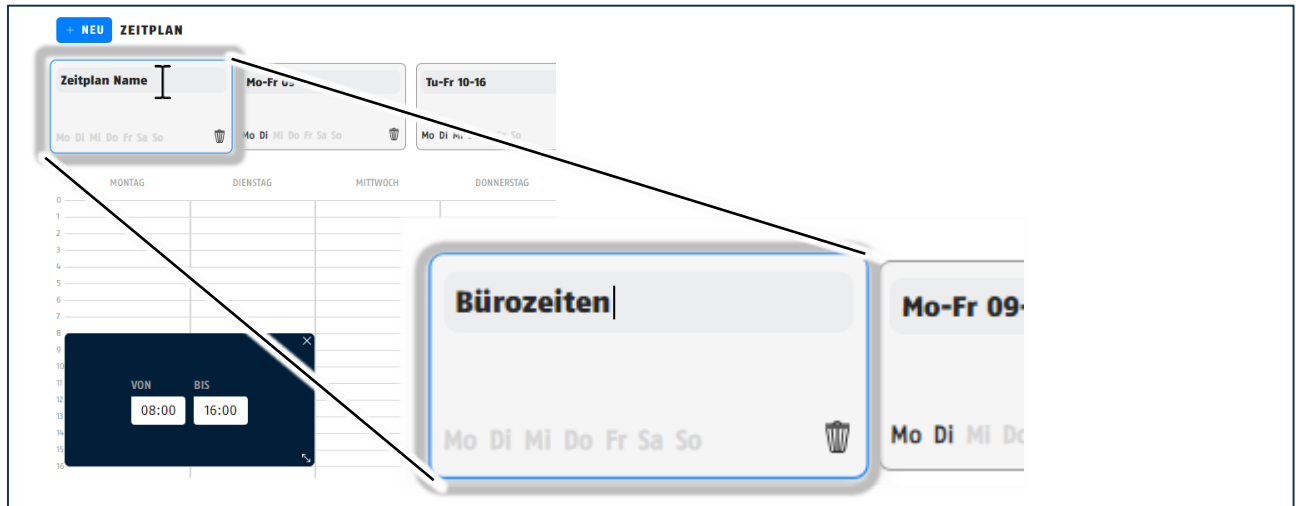 + NEU ZEITPLAN
Zeitplan Name
Mo Di Mi Do Fr Sa So
Mo-Fr 09
Mo Di Mi Do Fr Sa So
Tu-Fr 10-16
Mo Di Mi
MONTAG DIENSTAG MITTWOCH DONNERSTAG
0
1
2
3
4
5
6
7
8
9
10
11
12
13
14
15
16
VON BIS
08:00 16:00
Bürozeiten
Mo Di Mi Do Fr Sa So
Mo-Fr 09-
Mo Di Mi Do